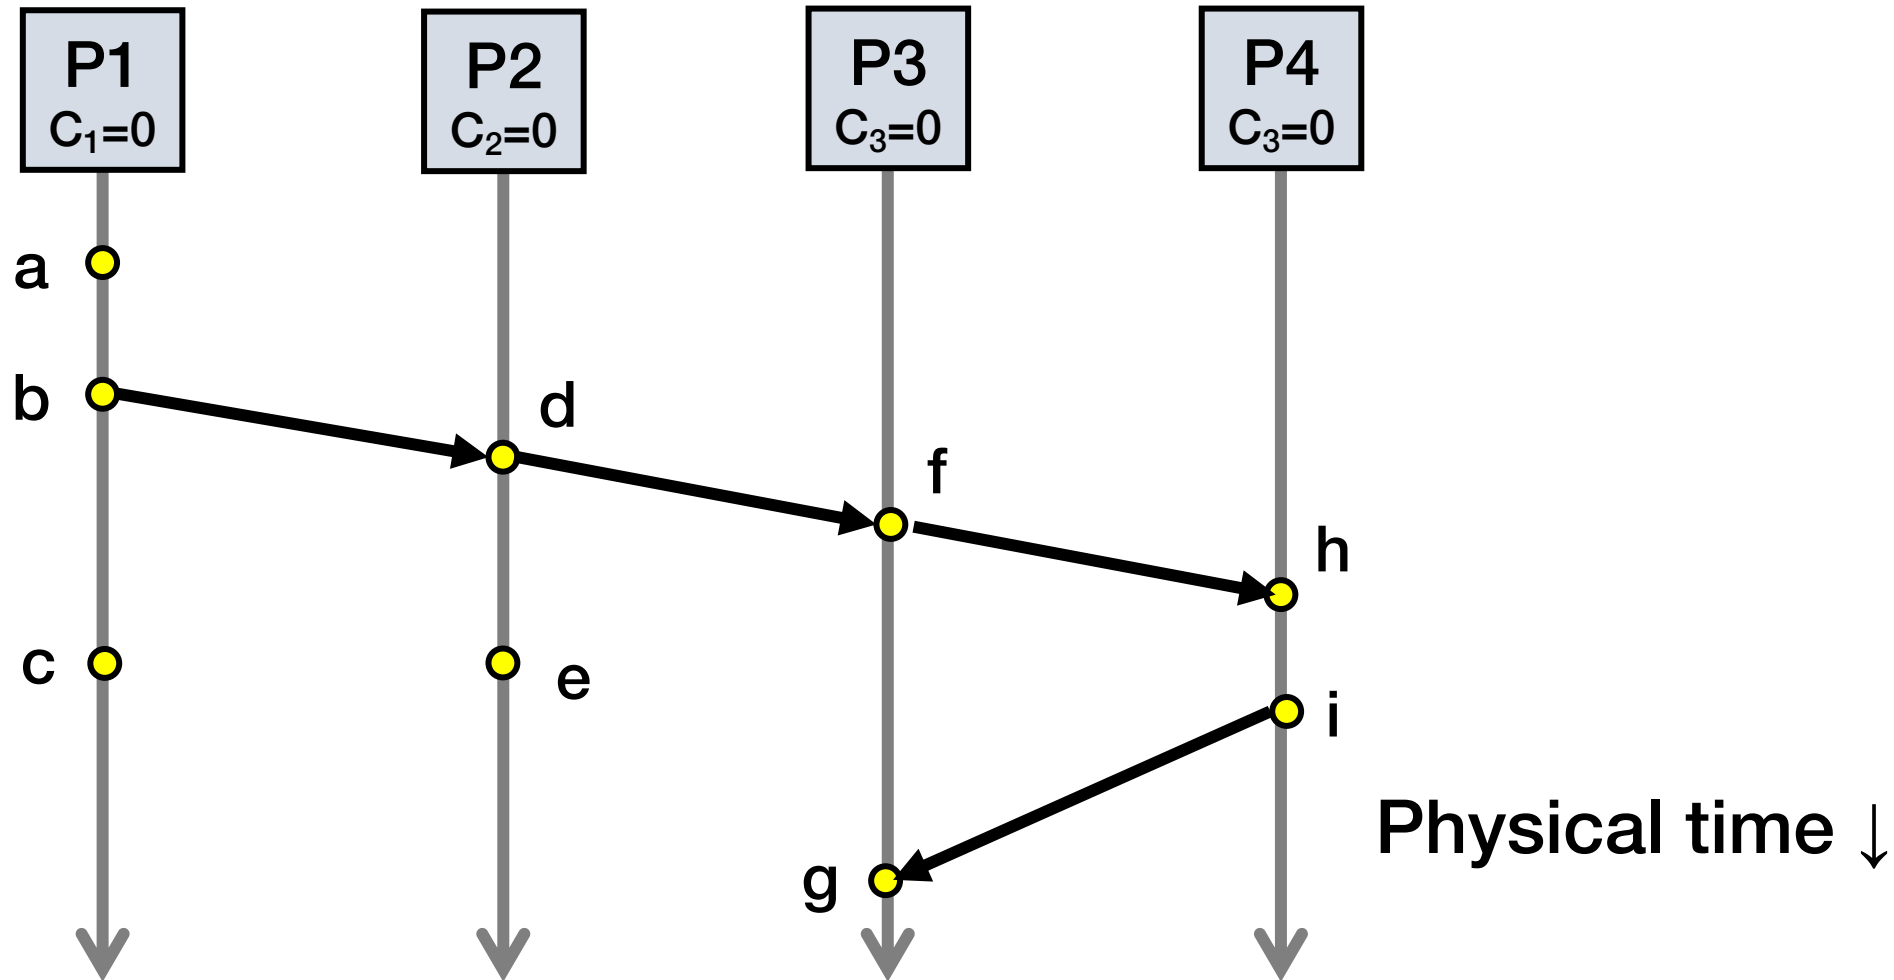 P1
C₁=0
P2
C₂=0
P3
C₃=0
P4
C₃=0
a
b
d
f
h
c
e
i
Physical time ↓
g